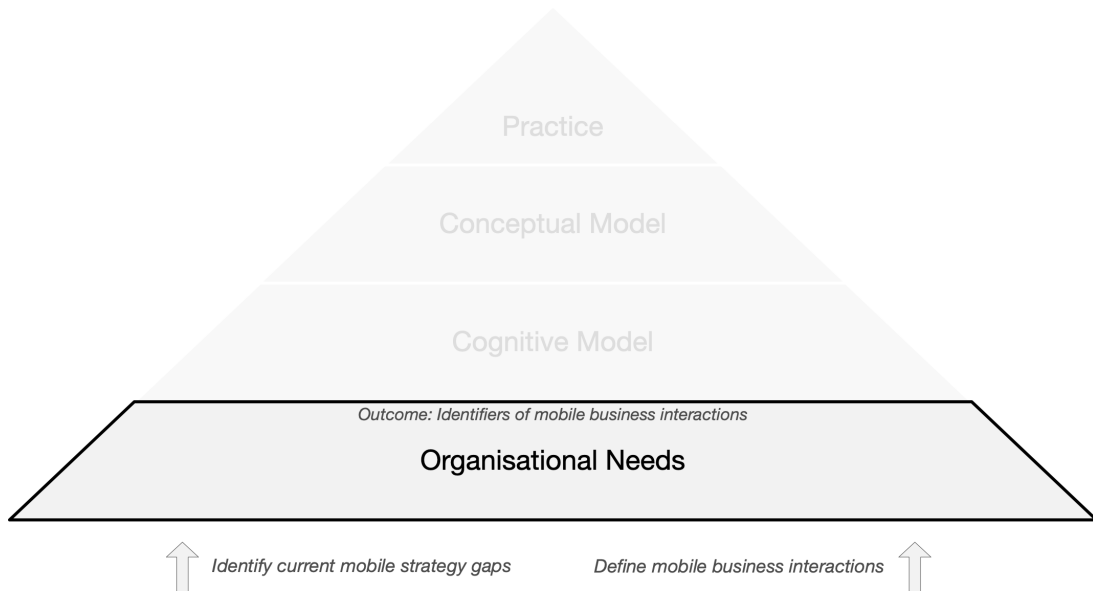 Practice
Conceptual Model
Cognitive Model
Outcome: Identifiers of mobile business interactions
Organisational Needs
Identify current mobile strategy gaps
Define mobile business interactions